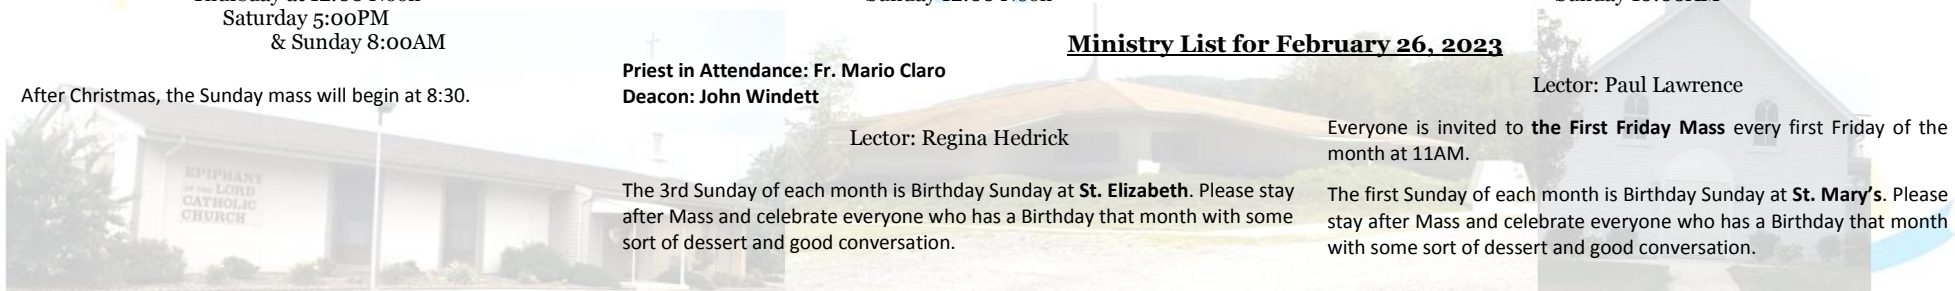 Saturday 5:00PM
& Sunday 8:00AM
After Christmas, the Sunday mass will begin at 8:30.
Ministry List for February 26, 2023
Priest in Attendance: Fr. Mario Claro
Deacon: John Windett
Lector: Regina Hedrick
The 3rd Sunday of each month is Birthday Sunday at St. Elizabeth. Please stay
after Mass and celebrate everyone who has a Birthday that month with some
sort of dessert and good conversation.
Lector: Paul Lawrence
Everyone is invited to the First Friday Mass every first Friday of the
month at 11AM.
The first Sunday of each month is Birthday Sunday at St. Mary’s. Please
stay after Mass and celebrate everyone who has a Birthday that month
with some sort of dessert and good conversation.
EPIPHANY
OF THE LORD
CATHOLIC
CHURCH